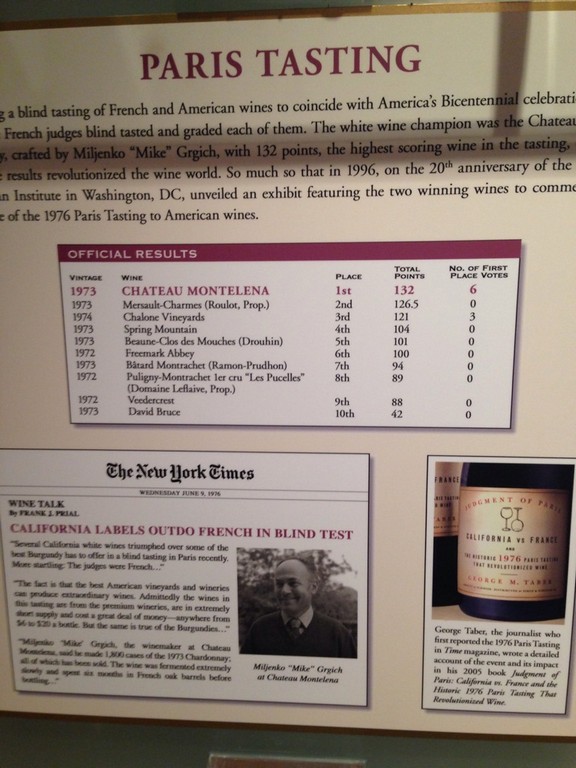 PARIS TASTING
g a blind tasting of French and American wines to coincide with America's Bicentennial celebrati
French judges blind tasted and graded each of them. The white wine champion was the Chateau
y, crafted by Miljenko "Mike" Grgich, with 132 points, the highest scoring wine in the tasting,
e results revolutionized the wine world. So much so that in 1996, on the 20th anniversary of the
n Institute in Washington, DC, unveiled an exhibit featuring the two winning wines to comme
e of the 1976 Paris Tasting to American wines.
OFFICIAL RESULTS
VINTAGE WINE PLACE TOTAL POINTS NO. OF FIRST PLACE VOTES
1973 CHATEAU MONTELENA 1st 132 6
1973 Mersault-Charmes (Roulot, Prop.) 2nd 126.5 0
1974 Chalone Vineyards 3rd 121 3
1973 Spring Mountain 4th 104 0
1973 Beaune-Clos des Mouches (Drouhin) 5th 101 0
1972 Freemark Abbey 6th 100 0
1973 Bâtard Montrachet (Ramon-Prudhon) 7th 94 0
1972 Puligny-Montrachet 1er cru "Les Pucelles" 8th 89 0
(Domaine Leflaive, Prop.)
1972 Veedercrest 9th 88 0
1973 David Bruce 10th 42 0
The New York Times
WEDNESDAY JUNE 9, 1976
WINE TALK
By FRANK J. PRIAL
CALIFORNIA LABELS OUTDO FRENCH IN BLIND TEST
"Several California white wines triumphed over some of the
best Burgundy has to offer in a blind tasting in Paris recently.
More startling: The judges were French..."
"The fact is that the best American vineyards and wineries
can produce extraordinary wines. Admittedly the wines in
this tasting are from the premium wineries, are in extremely
short supply and cost a great deal of money—anywhere from
$6 to $20 a bottle. But the same is true of the Burgundies..."
"Miljenko 'Mike' Grgich, the winemaker at Chateau
Montelena, said he made 1,800 cases of the 1973 Chardonnay;
all of which has been sold. The wine was fermented extremely
slowly and spent six months in French oak barrels before
bottling..."
Miljenko "Mike" Grgich
at Chateau Montelena
JUDGMENT OF PARIS
CALIFORNIA vs FRANCE
AND
THE HISTORIC 1976 PARIS TASTING
THAT REVOLUTIONIZED WINE
GEORGE M. TABER
George Taber, the journalist who
first reported the 1976 Paris Tasting
in Time magazine, wrote a detailed
account of the event and its impact
in his 2005 book Judgment of
Paris: California vs. France and the
Historic 1976 Paris Tasting That
Revolutionized Wine.